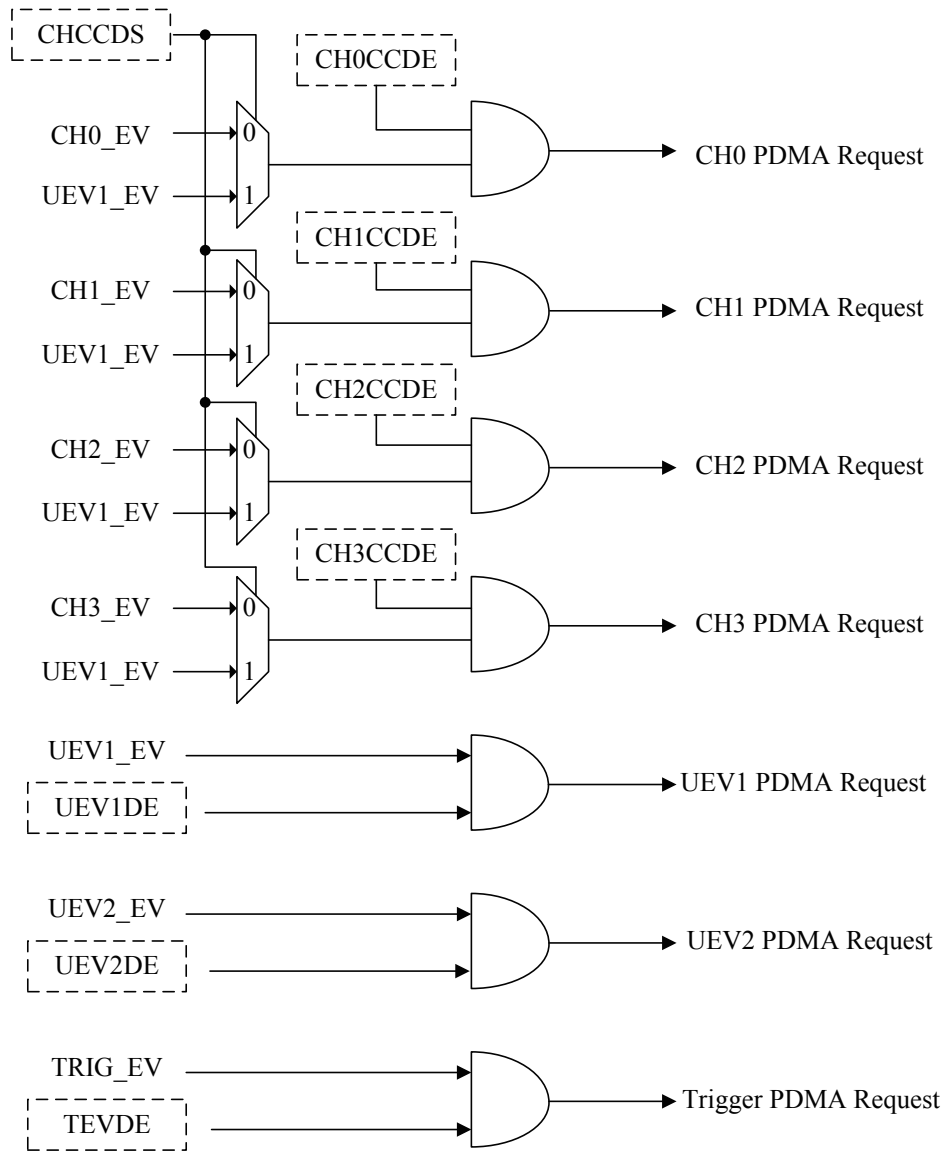 CHCCDS
CH0CCDE
CH0_EV
0
CH0 PDMA Request
UEV1_EV
1
CH1CCDE
CH1_EV
0
CH1 PDMA Request
UEV1_EV
1
CH2CCDE
CH2_EV
0
CH2 PDMA Request
UEV1_EV
1
CH3CCDE
CH3_EV
0
CH3 PDMA Request
UEV1_EV
1
UEV1_EV
UEV1 PDMA Request
UEV1DE
UEV2_EV
UEV2 PDMA Request
UEV2DE
TRIG_EV
Trigger PDMA Request
TEVDE